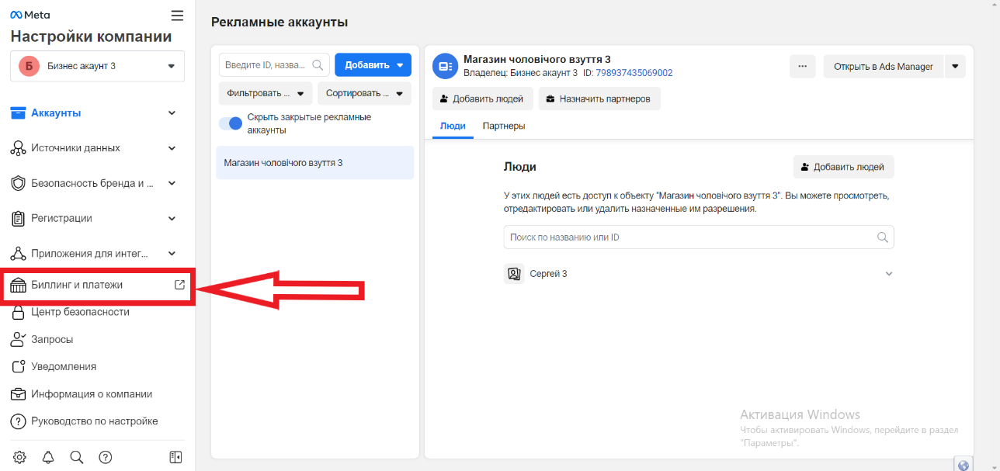 Meta
Настройки компании
Б
Бизнес акаунт 3
Аккаунты
Источники данных
Безопасность бренда и ...
Регистрации
Приложения для интег...
Биллинг и платежи
Центр безопасности
Запросы
Уведомления
Информация о компании
Руководство по настройке
Рекламные аккаунты
Введите ID, назва...
Добавить
Фильтровать ...
Сортировать ...
Скрыть закрытые рекламные
аккаунты
Магазин чоловічого взуття 3
Магазин чоловічого взуття 3
Владелец: Бизнес акаунт 3 ID: 798937435069002
...
Открыть в Ads Manager
Добавить людей
Назначить партнеров
Люди
Партнеры
Люди
Добавить людей
У этих людей есть доступ к объекту "Магазин чоловічого взуття 3". Вы можете просмотреть,
отредактировать или удалить назначенные им разрешения.
Поиск по названию или ID
Сергей 3
Активация Windows
Чтобы активировать Windows, перейдите в раздел
"Параметры".